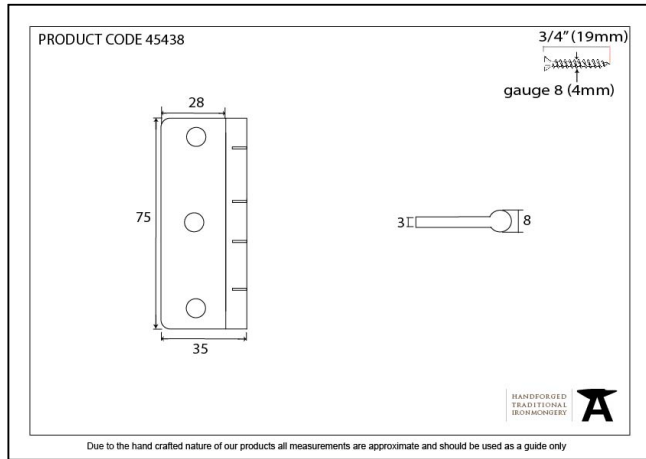 PRODUCT CODE 45438
3/4" (19mm)
gauge 8 (4mm)
28
75
35
3
8
HANDFORGED
TRADITIONAL
IRONMONGERY
Due to the hand crafted nature of our products all measurements are approximate and should be used as a guide only